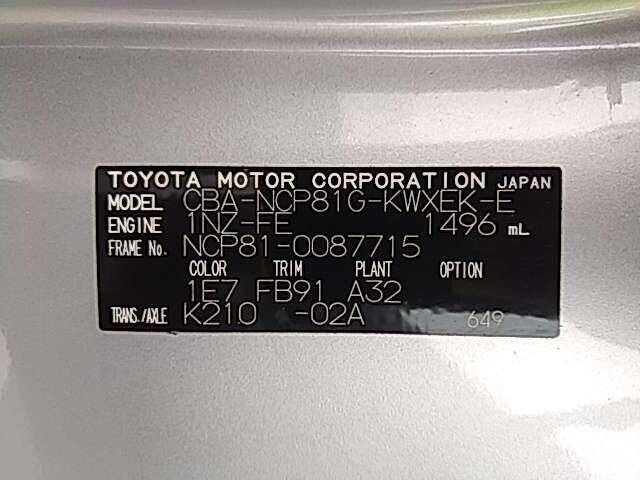 TOYOTA MOTOR CORPORATION JAPAN
MODEL CBA-NCP81G-KWXEK-E
ENGINE 1NZ-FE 1496 mL
FRAME No. NCP81-0087715
COLOR TRIM PLANT OPTION
1E7 FB91 A32
TRANS./AXLE K210 -02A 649